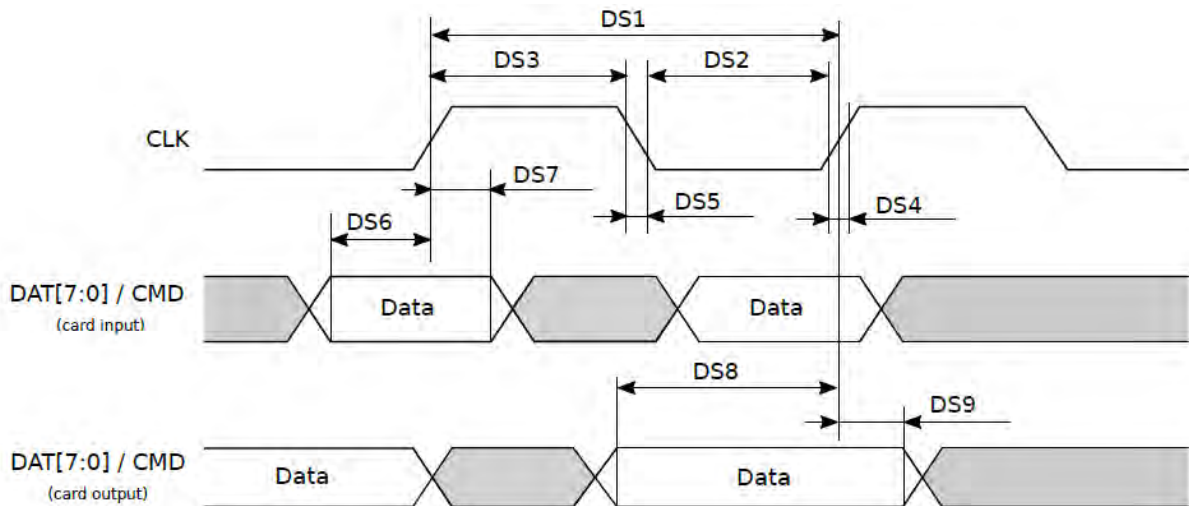 DS1
DS3 DS2
CLK
DS7
DS5 DS4
DS6
DAT[7:0] / CMD Data Data
(card input)
DS8
DS9
DAT[7:0] / CMD Data Data
(card output)